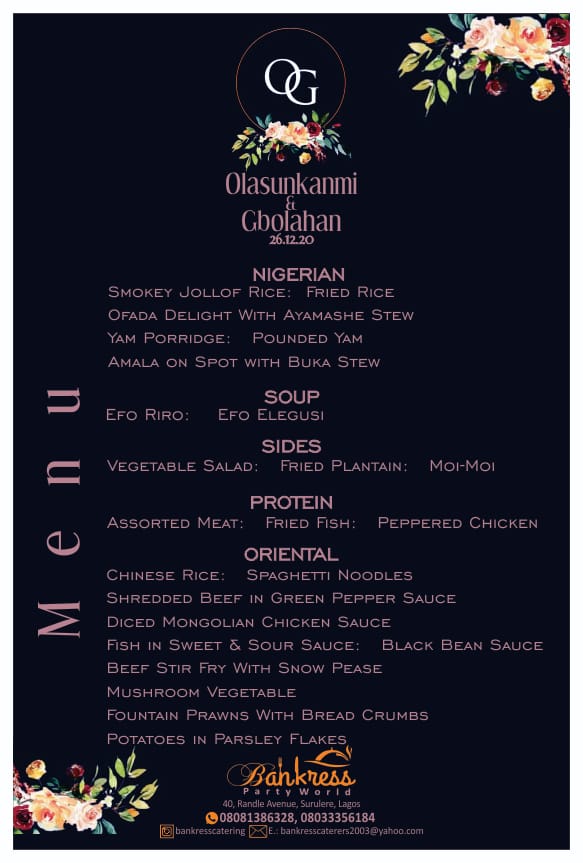 OG
Olasunkanmi
&
Gbolahan
26.12.20
Menu
NIGERIAN
Smokey Jollof Rice: Fried Rice
Ofada Delight With Ayamashe Stew
Yam Porridge: Pounded Yam
Amala on Spot with Buka Stew
SOUP
Efo Riro: Efo Elegusi
SIDES
Vegetable Salad: Fried Plantain: Moi-Moi
PROTEIN
Assorted Meat: Fried Fish: Peppered Chicken
ORIENTAL
Chinese Rice: Spaghetti Noodles
Shredded Beef in Green Pepper Sauce
Diced Mongolian Chicken Sauce
Fish in Sweet & Sour Sauce: Black Bean Sauce
Beef Stir Fry With Snow Pease
Mushroom Vegetable
Fountain Prawns With Bread Crumbs
Potatoes in Parsley Flakes
Bankress
Party World
40, Randle Avenue, Surulere, Lagos
08081386328, 08033356184
bankresscatering E.: bankresscaterers2003@yahoo.com